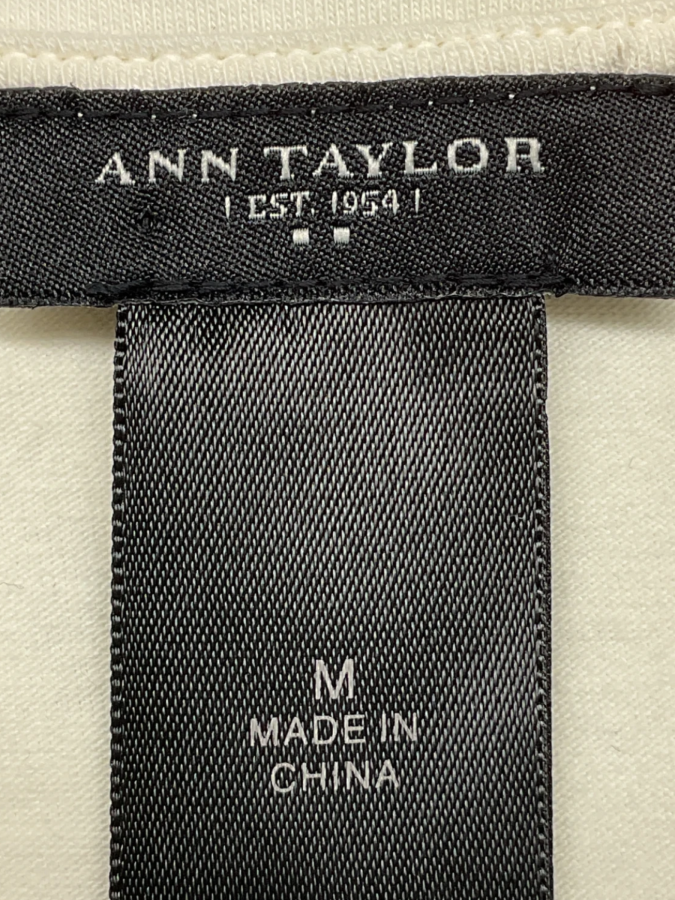 ANN TAYLOR
| EST. 1954 |
M
MADE IN
CHINA